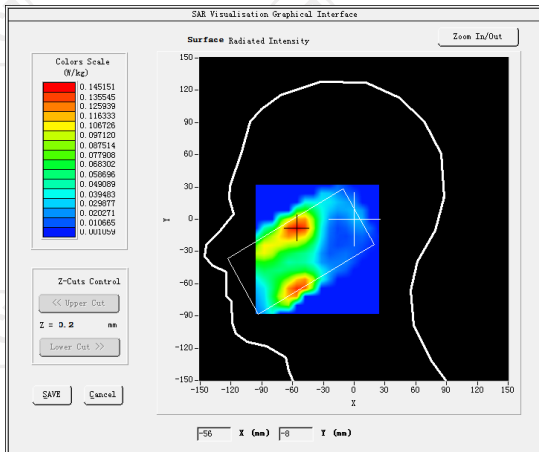 SAR Visualisation Graphical Interface
Surface Radiated Intensity
Zoom In/Out
Colors Scale
(W/kg)
0.145151
0.135545
0.125939
0.116333
0.106726
0.097120
0.087514
0.077908
0.068302
0.058696
0.049089
0.039483
0.029877
0.020271
0.010665
0.001059
Z-Cuts Control
<< Upper Cut
Z = 0.2 mm
Lower Cut >>
SAVE Cancel
150
120
90
60
30
0
-30
-60
-90
-120
-150
Y
-150 -120 -90 -60 -30 0 30 60 90 120 150
X
-56 X (mm) -8 Y (mm)